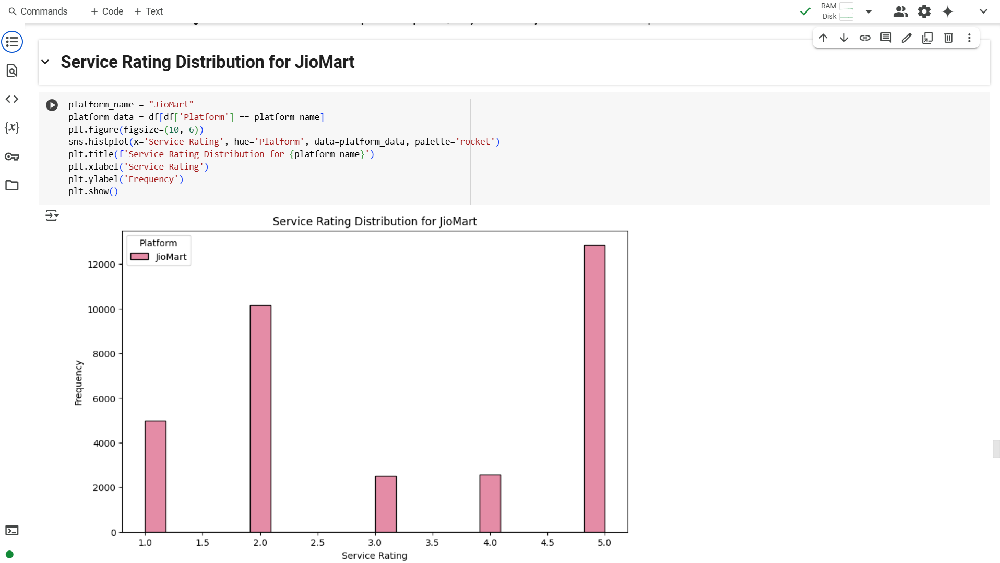 Commands + Code + Text
RAM
Disk
Service Rating Distribution for JioMart
platform_name = "JioMart"
platform_data = df[df['Platform'] == platform_name]
plt.figure(figsize=(10, 6))
sns.histplot(x='Service Rating', hue='Platform', data=platform_data, palette='rocket')
plt.title(f'Service Rating Distribution for {platform_name}')
plt.xlabel('Service Rating')
plt.ylabel('Frequency')
plt.show()
{x}
Service Rating Distribution for JioMart
Platform
JioMart
12000
10000
8000
6000
4000
2000
0
Frequency
1.0 1.5 2.0 2.5 3.0 3.5 4.0 4.5 5.0
Service Rating